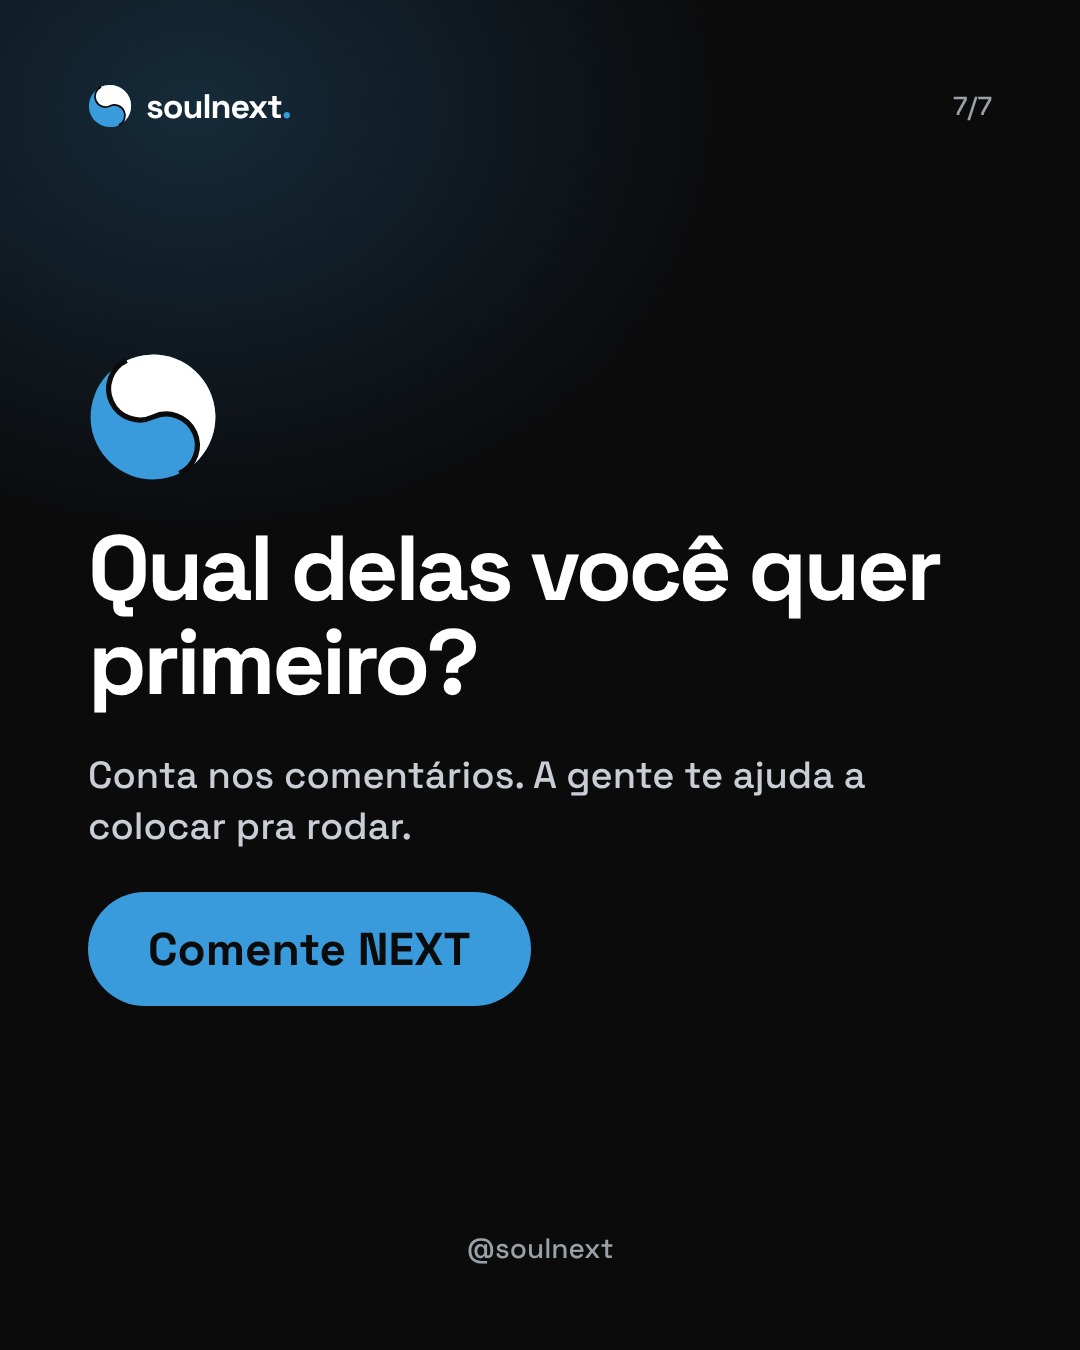 soulnext.
7/7
Qual delas você quer
primeiro?
Conta nos comentários. A gente te ajuda a
colocar pra rodar.
Comente NEXT
@soulnext